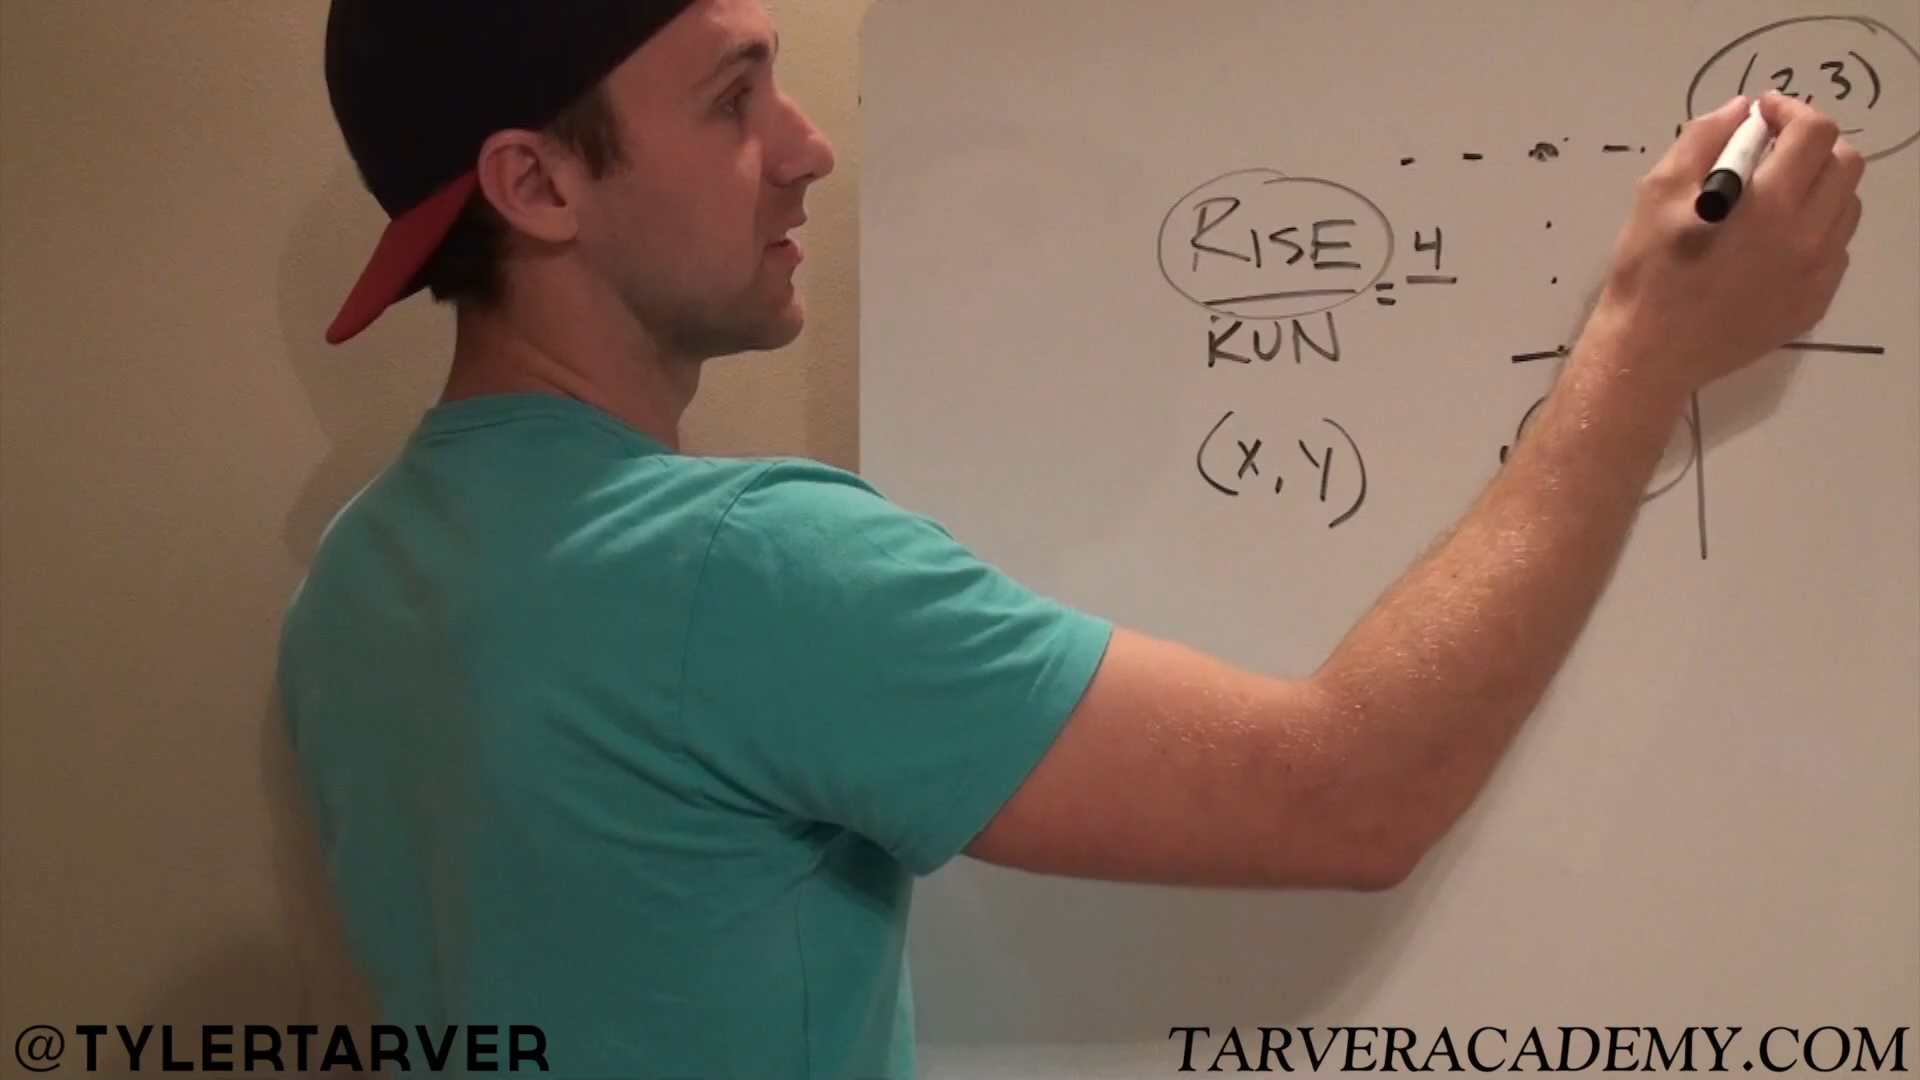 (2,3)
RISE = 4
RUN
(X, Y)
@TYLERTARVER
TARVERACADEMY.COM